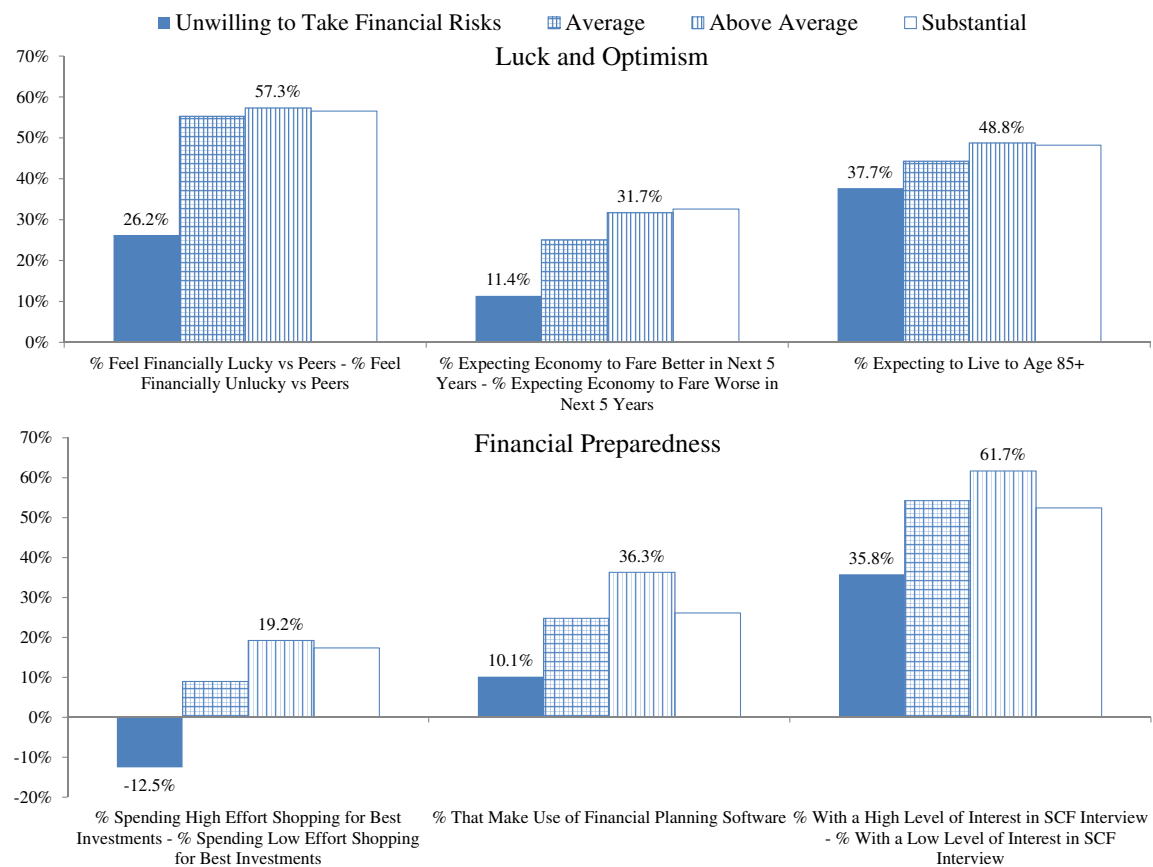 Unwilling to Take Financial Risks Average Above Average Substantial
Luck and Optimism
70%
60%
50%
40%
30%
20%
10%
0%
26.2%
57.3%
11.4%
31.7%
37.7%
48.8%
% Feel Financially Lucky vs Peers - % Feel
Financially Unlucky vs Peers
% Expecting Economy to Fare Better in Next 5
Years - % Expecting Economy to Fare Worse in
Next 5 Years
% Expecting to Live to Age 85+
Financial Preparedness
70%
60%
50%
40%
30%
20%
10%
0%
-10%
-20%
-12.5%
19.2%
10.1%
36.3%
35.8%
61.7%
% Spending High Effort Shopping for Best
Investments - % Spending Low Effort Shopping
for Best Investments
% That Make Use of Financial Planning Software
% With a High Level of Interest in SCF Interview
- % With a Low Level of Interest in SCF
Interview